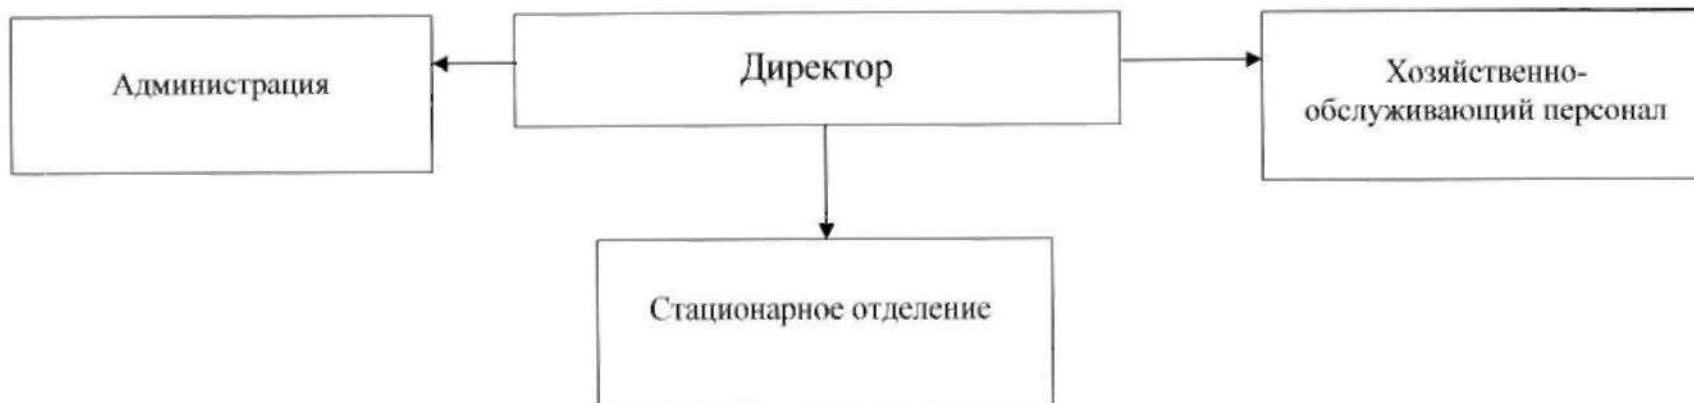 Администрация
Директор
Хозяйственно-
обслуживающий персонал
Стационарное отделение